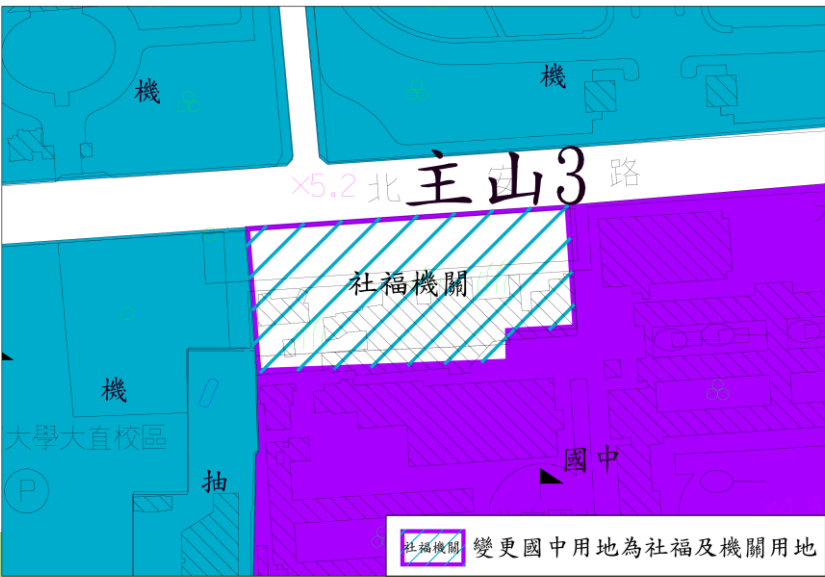 機
機
×5.2 北安路
主山3
社福機關
機
大學大直校區
P
抽
國中
社福機關 變更國中用地為社福及機關用地